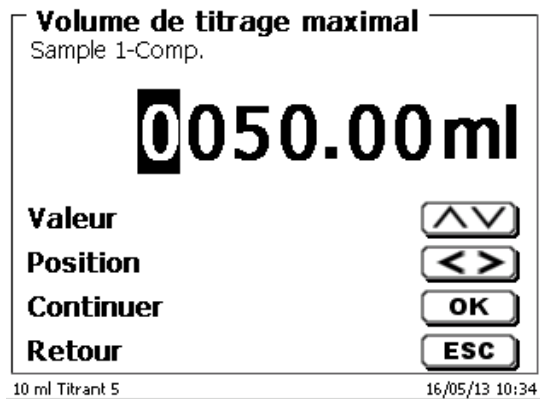 Volume de titrage maximal
Sample 1-Comp.
0050.00ml
Valeur
Position
Continuer OK
Retour ESC
10 ml Titrant 5 16/05/13 10:34